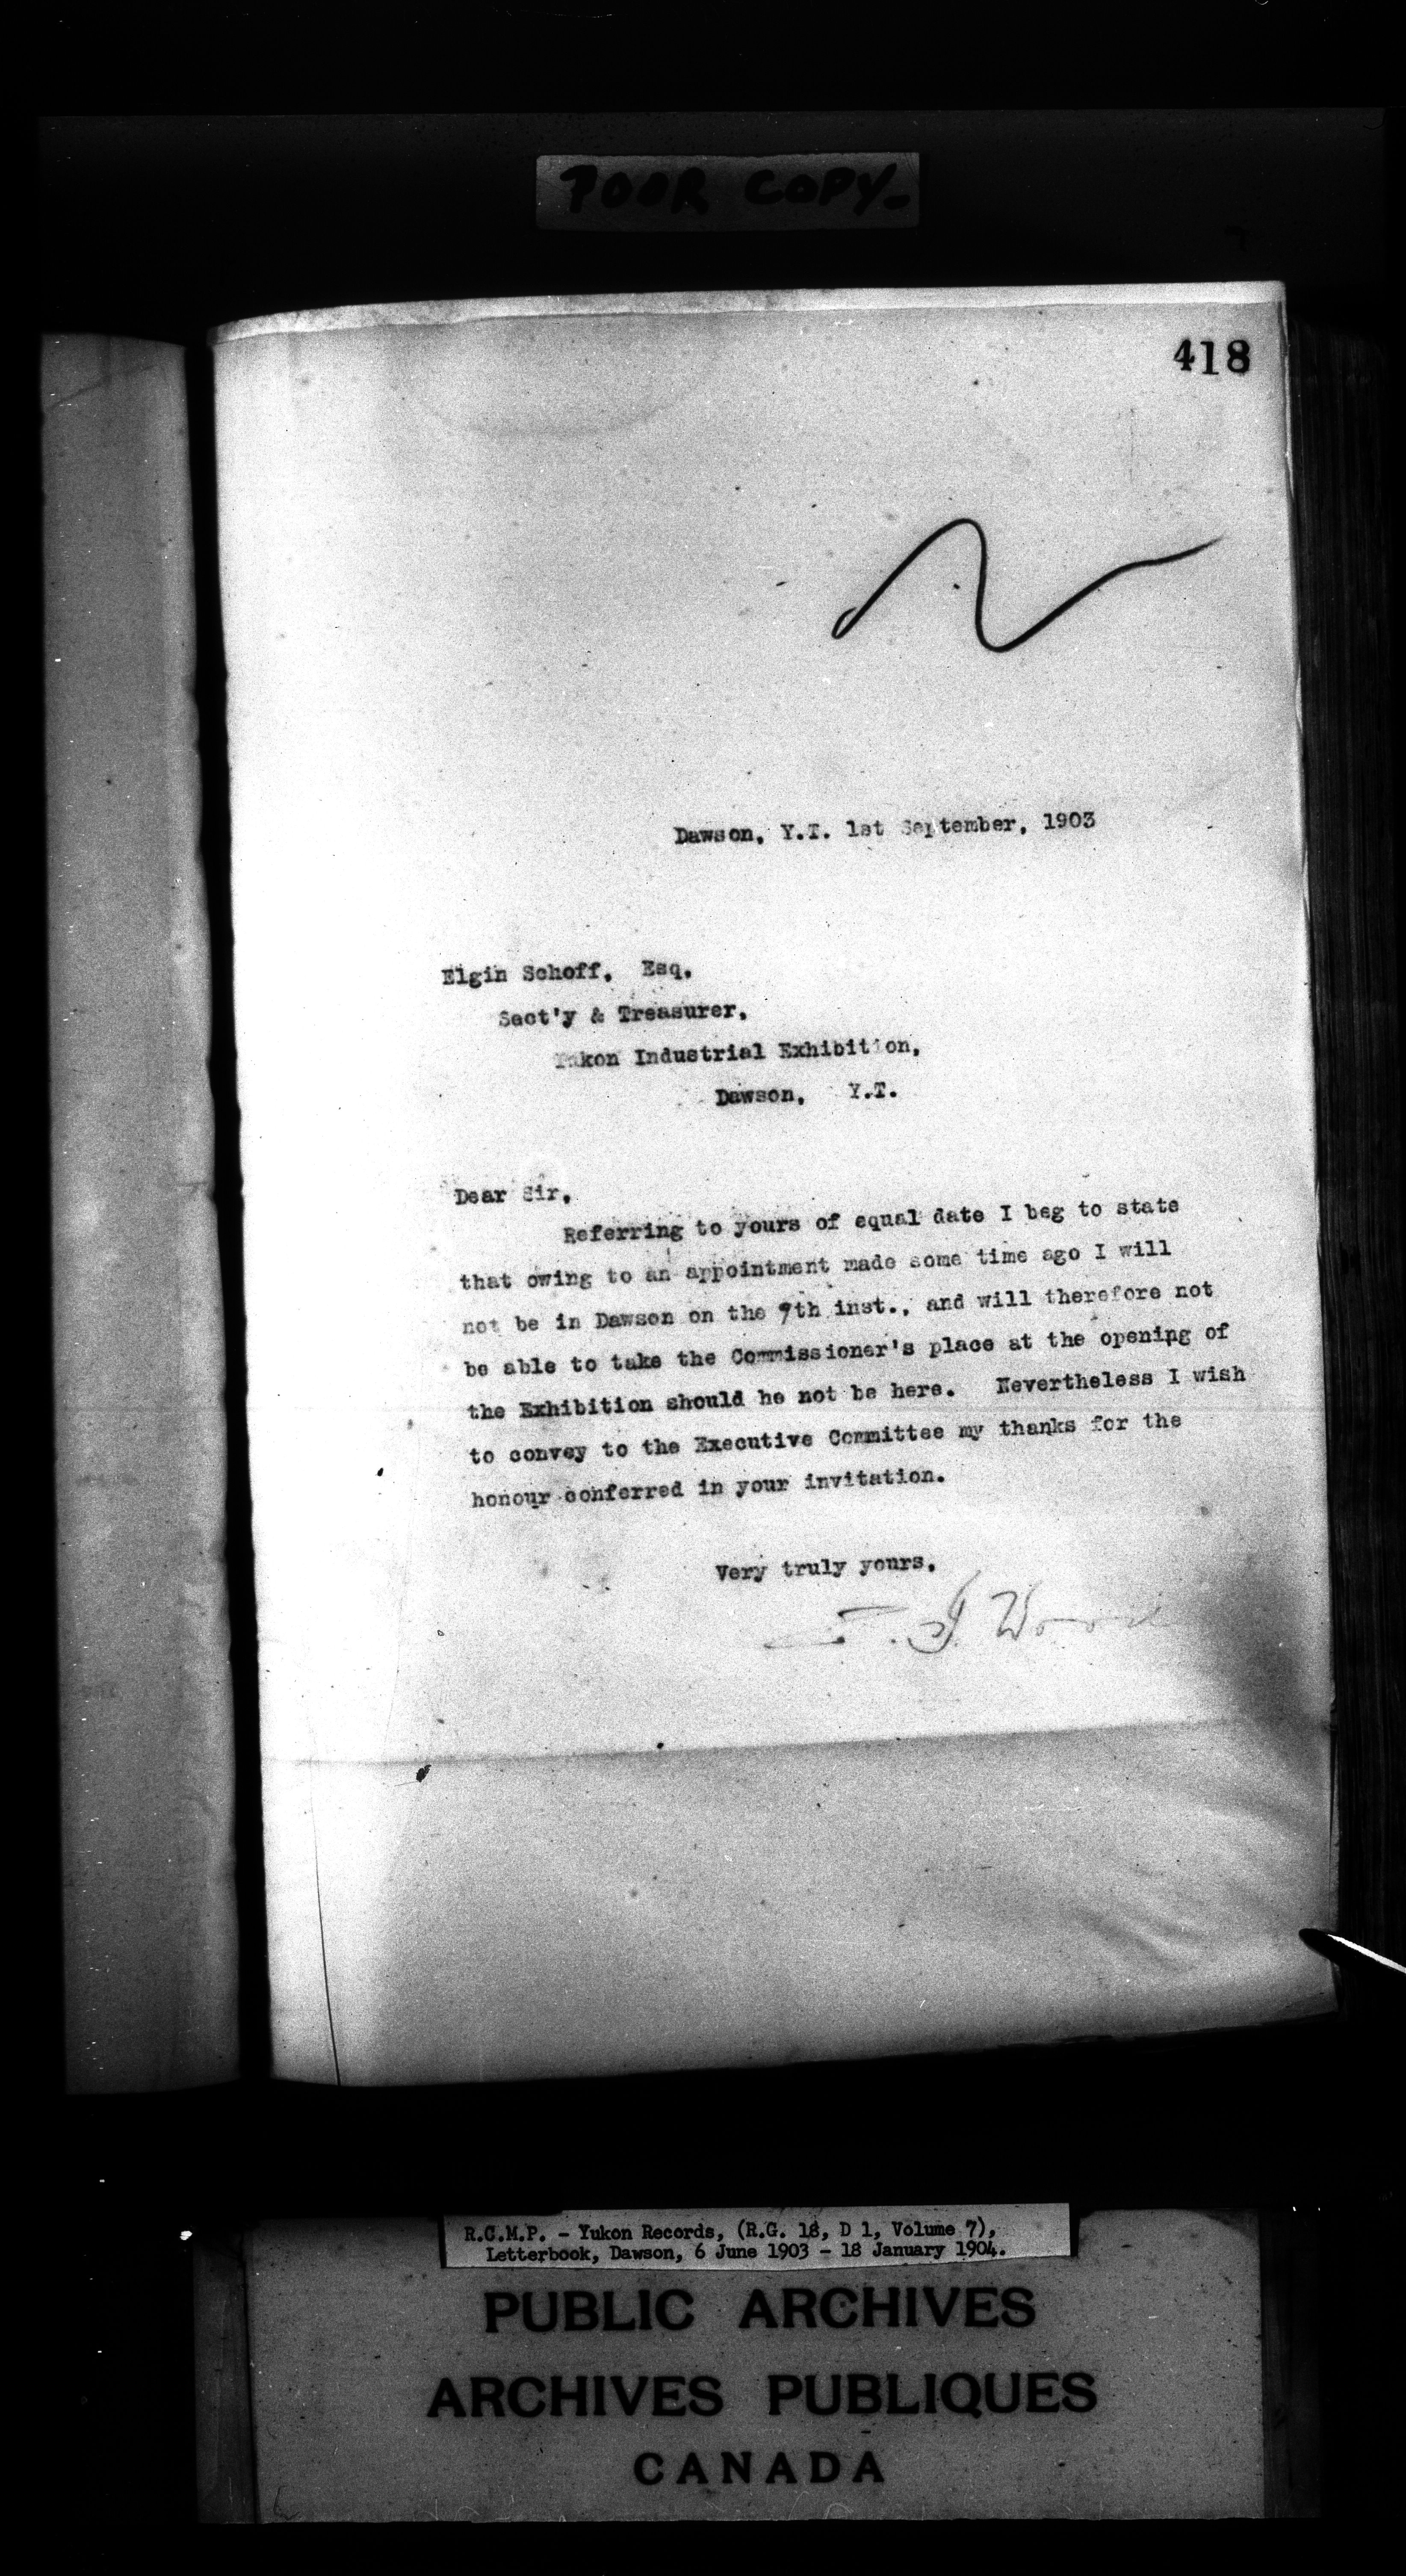 POOR COPY.
418
Dawson, Y.T. 1st September, 1903
Elgin Schoff, Esq.
Sect'y & Treasurer,
Yukon Industrial Exhibition,
Dawson, Y.T.
Dear Sir,
Referring to yours of equal date I beg to state
that owing to an appointment made some time ago I will
not be in Dawson on the 9th inst., and will therefore not
be able to take the Commissioner's place at the opening of
the Exhibition should he not be here. Nevertheless I wish
to convey to the Executive Committee my thanks for the
honour conferred in your invitation.
Very truly yours,
Wood
R.C.M.P. - Yukon Records, (R.G. 18, D 1, Volume 7),
Letterbook, Dawson, 6 June 1903 - 18 January 1904.
PUBLIC ARCHIVES
ARCHIVES PUBLIQUES
CANADA